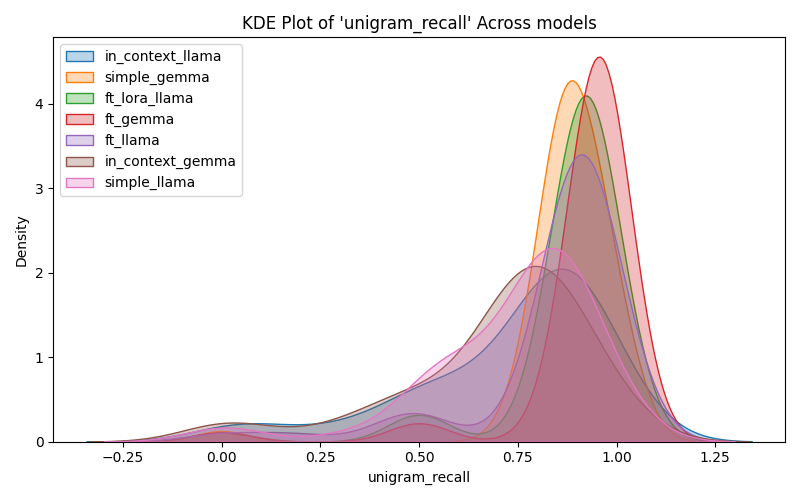 KDE Plot of 'unigram_recall' Across models
in_context_llama
simple_gemma
ft_lora_llama
ft_gemma
ft_llama
in_context_gemma
simple_llama
Density
4
3
2
1
0
−0.25 0.00 0.25 0.50 0.75 1.00 1.25
unigram_recall